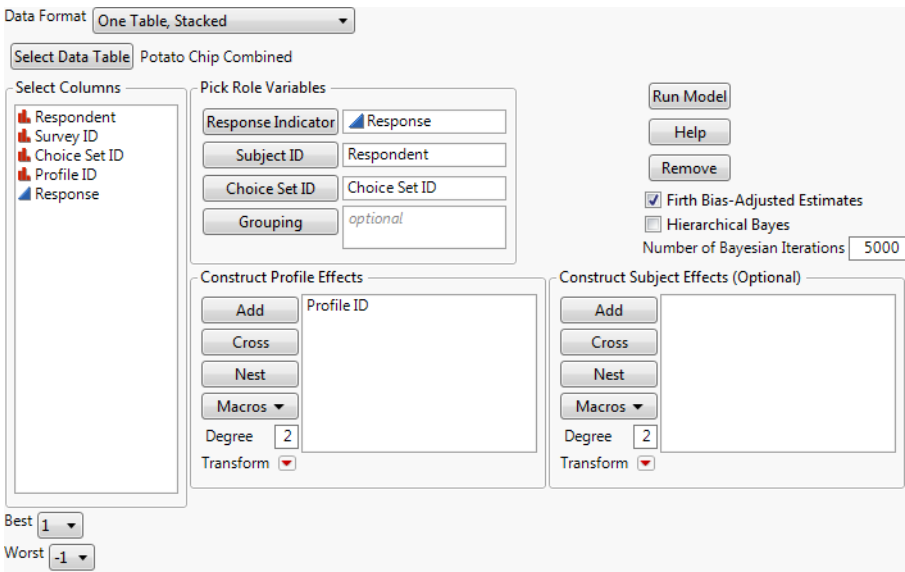 Data Format One Table, Stacked
Select Data Table Potato Chip Combined
Select Columns
Respondent
Survey ID
Choice Set ID
Profile ID
Response
Pick Role Variables
Response Indicator Response
Subject ID Respondent
Choice Set ID Choice Set ID
Grouping optional
Run Model
Help
Remove
Firth Bias-Adjusted Estimates
Hierarchical Bayes
Number of Bayesian Iterations 5000
Construct Profile Effects
Add Profile ID
Cross
Nest
Macros
Degree 2
Transform
Construct Subject Effects (Optional)
Add
Cross
Nest
Macros
Degree 2
Transform
Best 1
Worst -1